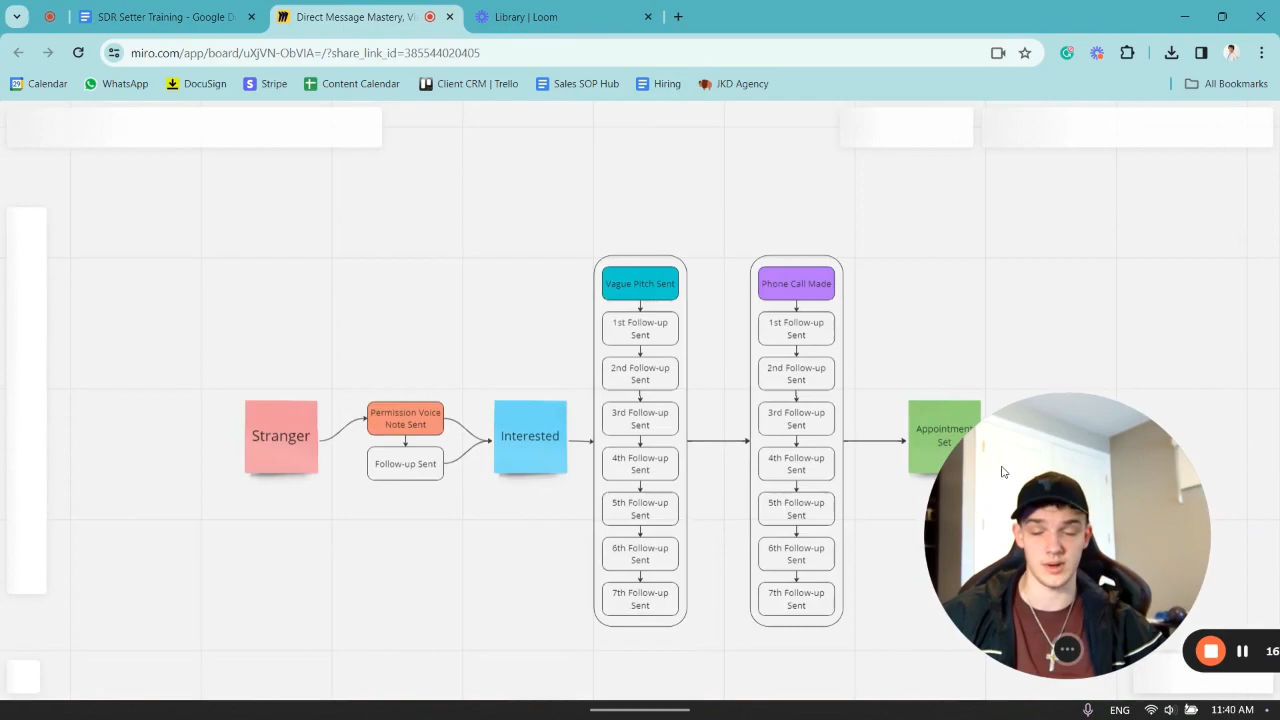 SDR Setter Training - Google D
Direct Message Mastery, Vi
Library | Loom
miro.com/app/board/uXjVN-ObVIA=/?share_link_id=385544020405
Calendar
WhatsApp
DocuSign
Stripe
Content Calendar
Client CRM | Trello
Sales SOP Hub
Hiring
JKD Agency
All Bookmarks
Stranger
Permission Voice
Note Sent
Follow-up Sent
Interested
Vague Pitch Sent
1st Follow-up
Sent
2nd Follow-up
Sent
3rd Follow-up
Sent
4th Follow-up
Sent
5th Follow-up
Sent
6th Follow-up
Sent
7th Follow-up
Sent
Phone Call Made
1st Follow-up
Sent
2nd Follow-up
Sent
3rd Follow-up
Sent
4th Follow-up
Sent
5th Follow-up
Sent
6th Follow-up
Sent
7th Follow-up
Sent
Appointment
Set
16
ENG
11:40 AM